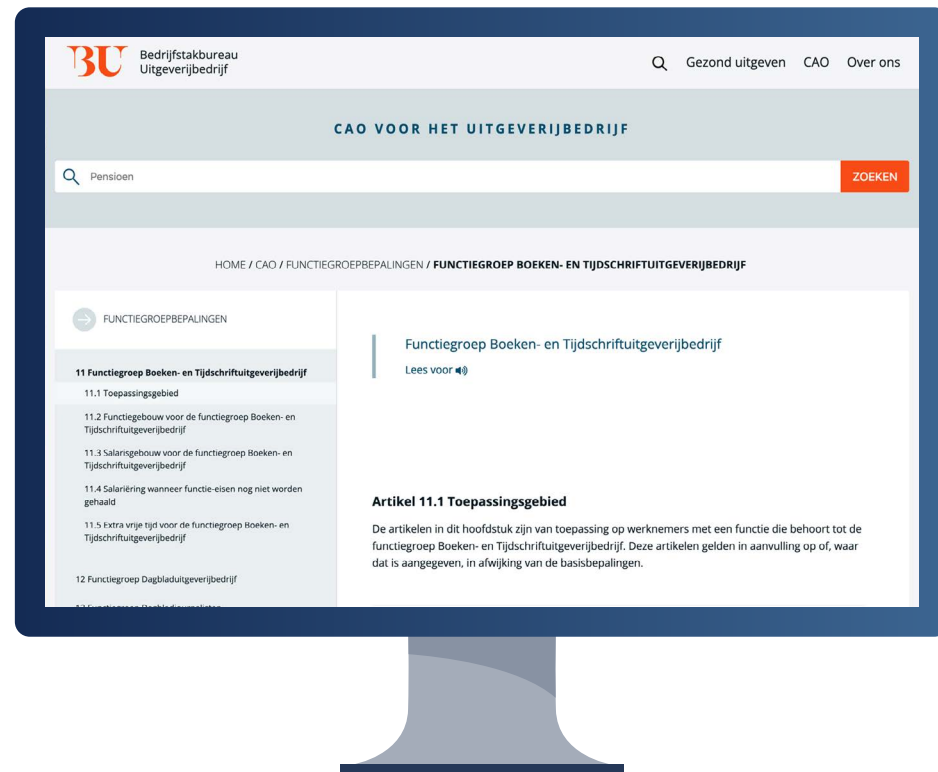 BU
Bedrijfstakbureau
Uitgeverijbedrijf
Gezond uitgeven CAO Over ons
CAO VOOR HET UITGEVERIJBEDRIJF
Pensioen
ZOEKEN
HOME / CAO / FUNCTIEGROEPBEPALINGEN / FUNCTIEGROEP BOEKEN- EN TIJDSCHRIFTUITGEVERIJBEDRIJF
FUNCTIEGROEPBEPALINGEN
11 Functiegroep Boeken- en Tijdschriftuitgeverijbedrijf
11.1 Toepassingsgebied
11.2 Functiegebouw voor de functiegroep Boeken- en
Tijdschriftuitgeverijbedrijf
11.3 Salarisgebouw voor de functiegroep Boeken- en
Tijdschriftuitgeverijbedrijf
11.4 Salariëring wanneer functie-eisen nog niet worden
gehaald
11.5 Extra vrije tijd voor de functiegroep Boeken- en
Tijdschriftuitgeverijbedrijf
12 Functiegroep Dagbladuitgeverijbedrijf
Functiegroep Boeken- en Tijdschriftuitgeverijbedrijf
Lees voor
Artikel 11.1 Toepassingsgebied
De artikelen in dit hoofdstuk zijn van toepassing op werknemers met een functie die behoort tot de
functiegroep Boeken- en Tijdschriftuitgeverijbedrijf. Deze artikelen gelden in aanvulling op of, waar
dat is aangegeven, in afwijking van de basisbepalingen.